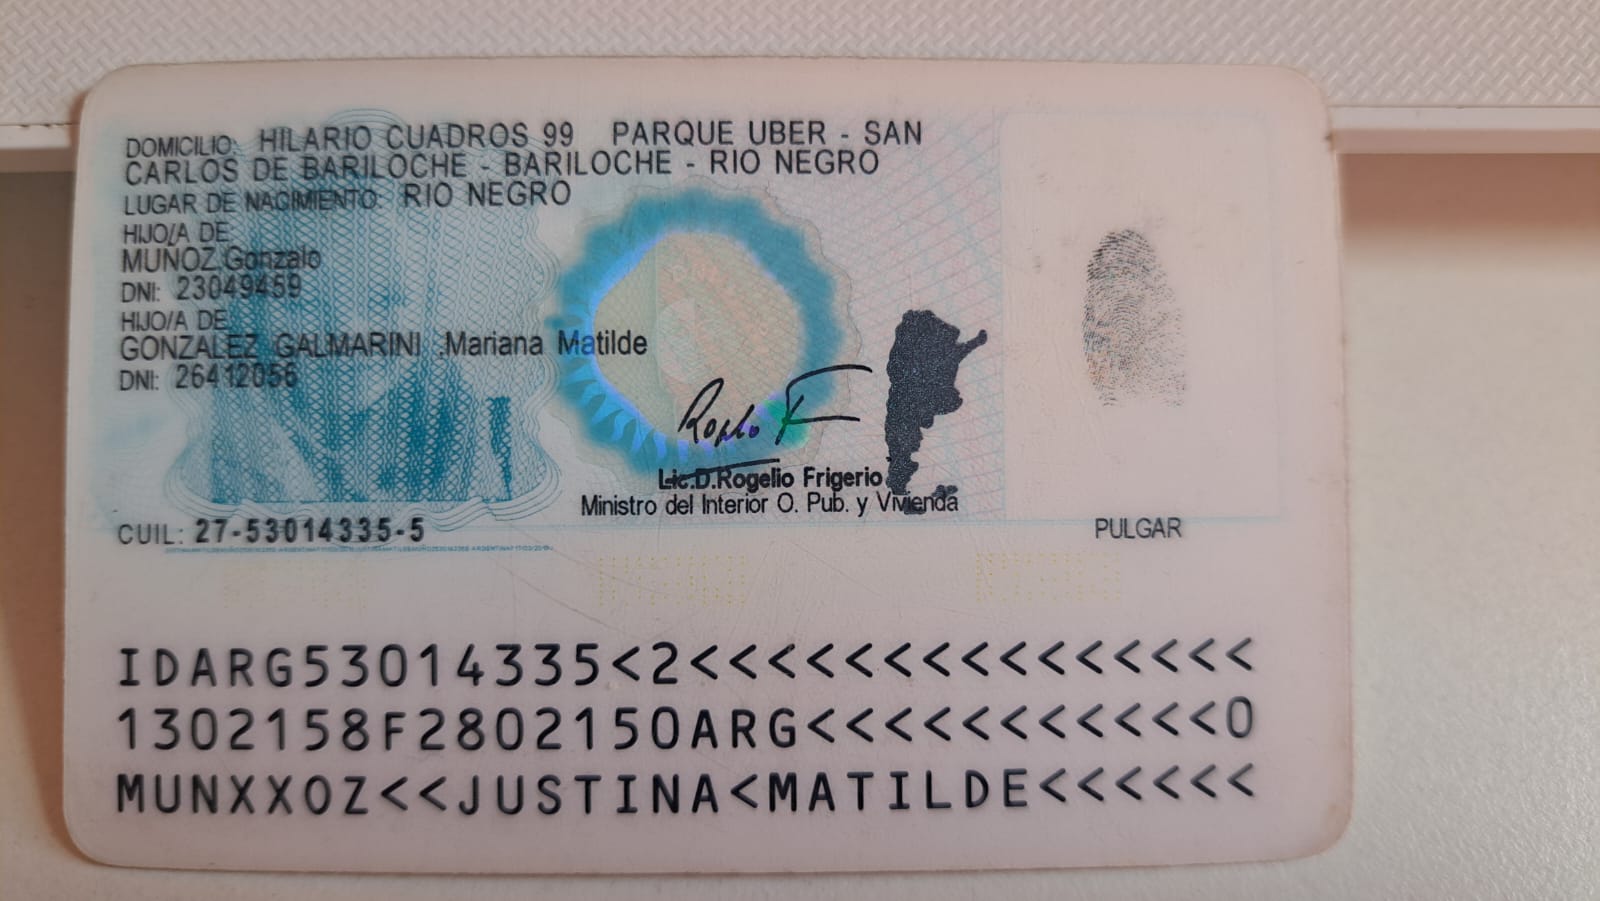 DOMICILIO: HILARIO CUADROS 99 PARQUE UBER - SAN
CARLOS DE BARILOCHE - BARILOCHE - RIO NEGRO
LUGAR DE NACIMIENTO: RIO NEGRO
HIJO/A DE
MUÑOZ,Gonzalo
DNI: 23049459
HIJO/A DE
GONZALEZ GALMARINI ,Mariana Matilde
DNI: 26412056
Lic.D.Rogelio Frigerio
Ministro del Interior O. Pub. y Vivienda
CUIL: 27-53014335-5
PULGAR
IDARG53014335<2<<<<<<<<<<<<<<<
1302158F2802150ARG<<<<<<<<<<<0
MUNXXOZ<<JUSTINA<MATILDE<<<<<<